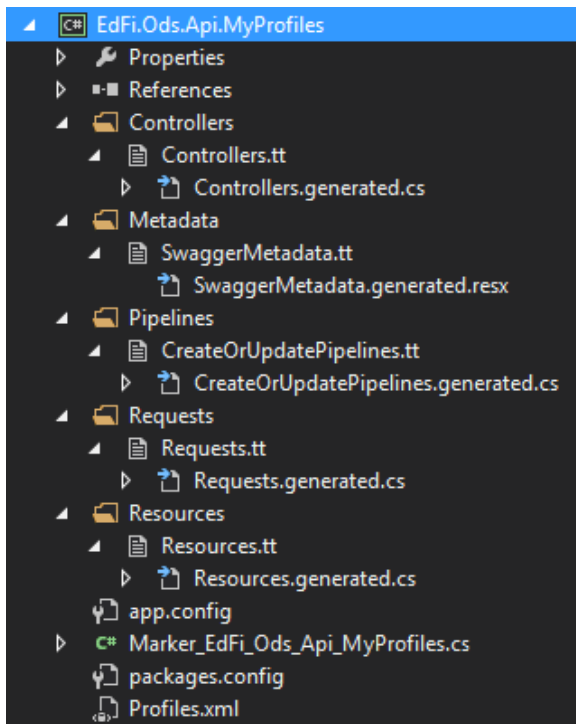 C# EdFi.Ods.Api.MyProfiles
Properties
References
Controllers
Controllers.tt
Controllers.generated.cs
Metadata
SwaggerMetadata.tt
SwaggerMetadata.generated.resx
Pipelines
CreateOrUpdatePipelines.tt
CreateOrUpdatePipelines.generated.cs
Requests
Requests.tt
Requests.generated.cs
Resources
Resources.tt
Resources.generated.cs
app.config
C# Marker_EdFi_Ods_Api_MyProfiles.cs
packages.config
Profiles.xml